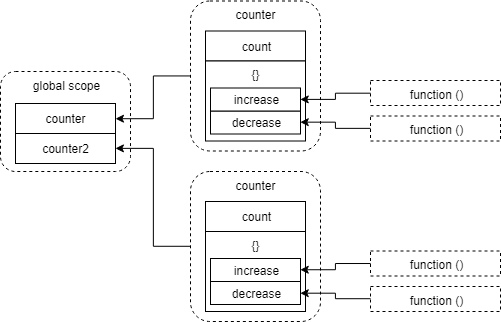 counter
count
{}
increase
decrease
function ()
function ()
global scope
counter
counter2
counter
count
{}
increase
decrease
function ()
function ()